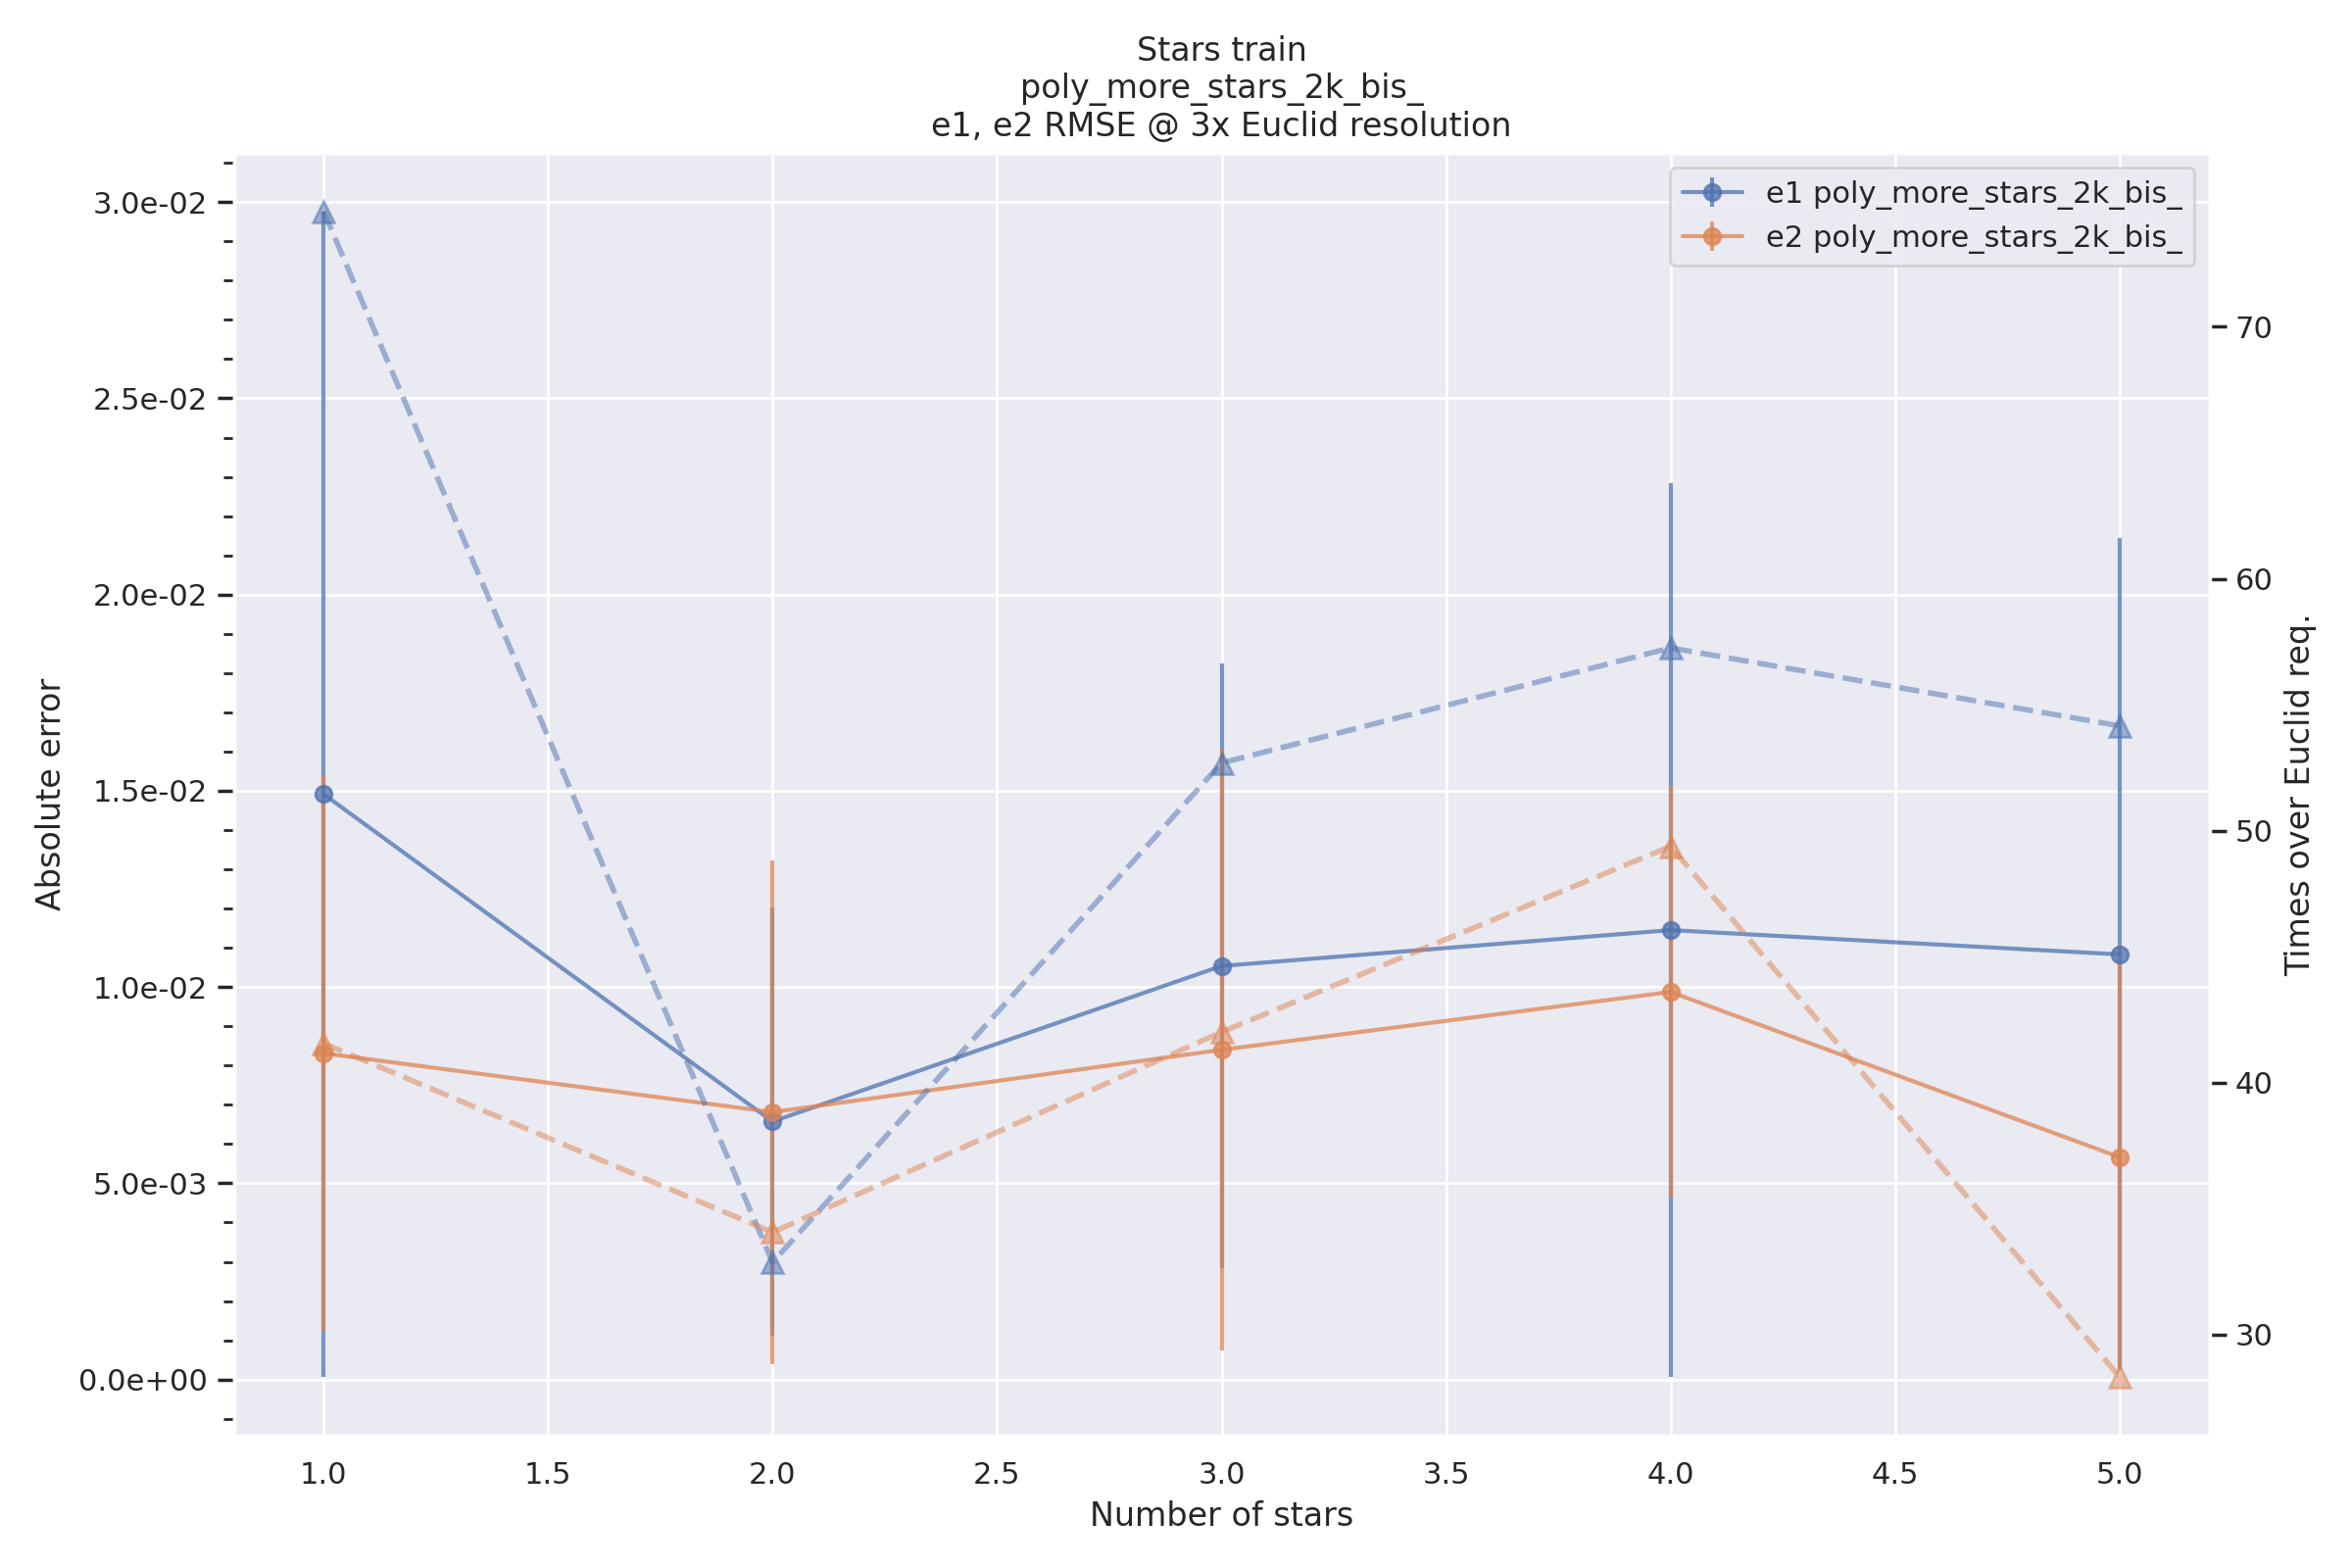 Stars train
poly_more_stars_2k_bis_
e1, e2 RMSE @ 3x Euclid resolution
e1 poly_more_stars_2k_bis_
e2 poly_more_stars_2k_bis_
3.0e-02
2.5e-02
2.0e-02
1.5e-02
1.0e-02
5.0e-03
0.0e+00
Absolute error
70
60
50
40
30
Times over Euclid req.
1.0 1.5 2.0 2.5 3.0 3.5 4.0 4.5 5.0
Number of stars